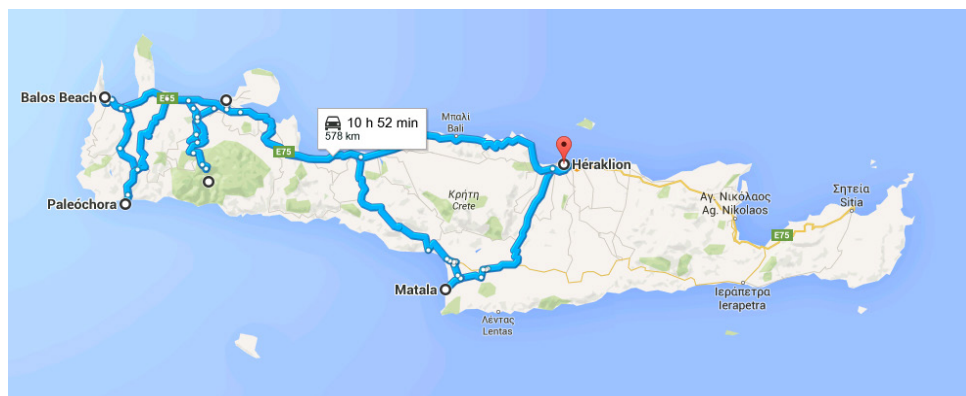 Balos Beach
E65
10 h 52 min
578 km
Μπαλί
Bali
E75
Héraklion
Κρήτη
Crete
Αγ. Νικόλαος
Ag. Nikolaos
Σητεία
Sitia
E75
Paleóchora
Matala
Ιεράπετρα
Ierapetra
Λέντας
Lentas